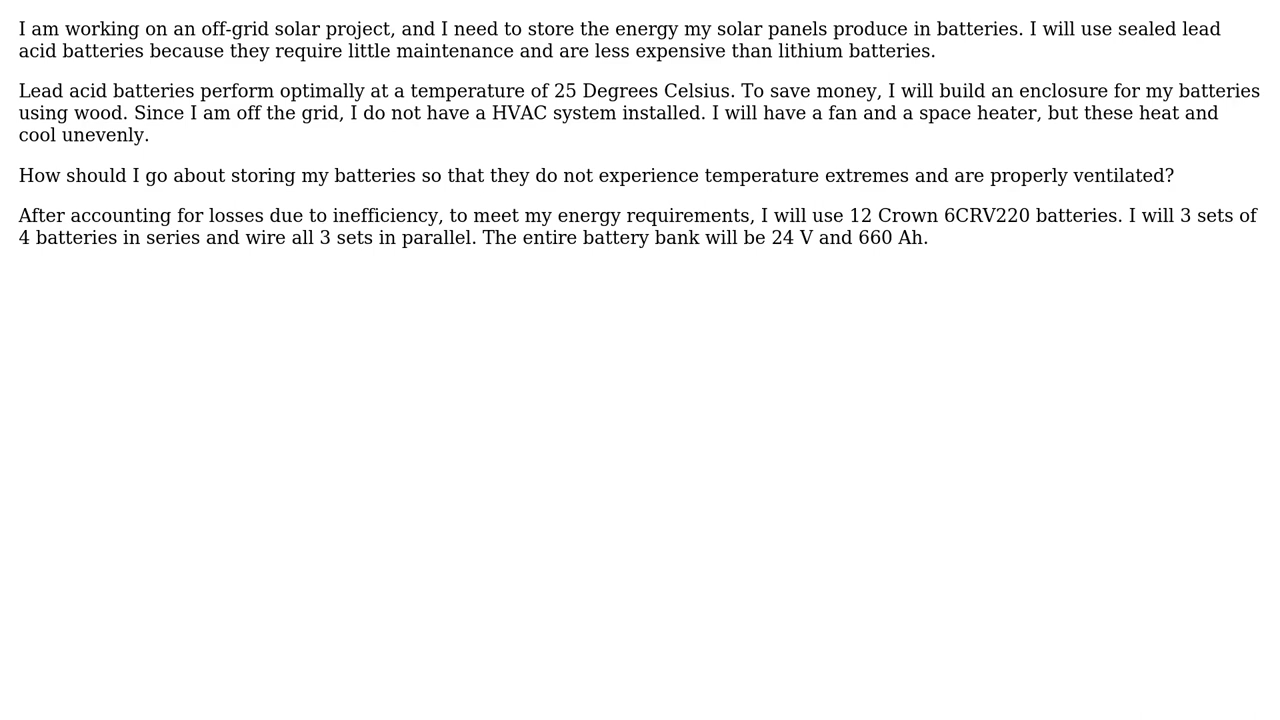 I am working on an off-grid solar project, and I need to store the energy my solar panels produce in batteries. I will use sealed lead
acid batteries because they require little maintenance and are less expensive than lithium batteries.
Lead acid batteries perform optimally at a temperature of 25 Degrees Celsius. To save money, I will build an enclosure for my batteries
using wood. Since I am off the grid, I do not have a HVAC system installed. I will have a fan and a space heater, but these heat and
cool unevenly.
How should I go about storing my batteries so that they do not experience temperature extremes and are properly ventilated?
After accounting for losses due to inefficiency, to meet my energy requirements, I will use 12 Crown 6CRV220 batteries. I will 3 sets of
4 batteries in series and wire all 3 sets in parallel. The entire battery bank will be 24 V and 660 Ah.